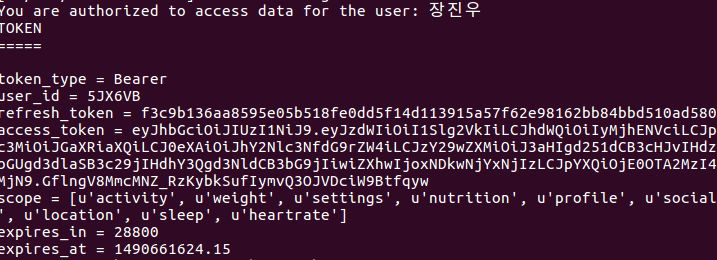 You are authorized to access data for the user: 장진우
TOKEN
=====
token_type = Bearer
user_id = 5JX6VB
refresh_token = f3c9b136aa8595e05b518fe0dd5f14d113915a57f62e98162bb84bbd510ad580
access_token = eyJhbGciOiJIUzI1NiJ9.eyJzdWIiOiI1Slg2VkIiLCJhdWQiOiIyMjhENVciLCJp
c3MiOiJGaXRiaXQiLCJ0eXAiOiJhY2Nlc3NfdG9rZW4iLCJzY29wZXMiOiJ3aHIgd251dCB3cHJvIHdz
bGUgd3dlaSB3c29jIHdhY3Qgd3NldCB3bG9jIiwiZXhwIjoxNDkwNjYxNjIzLCJpYXQiOjE0OTA2MzI4
MjN9.GflngV8MmcMNZ_RzKybkSufIymvQ3OJVDciW9Btfqyw
scope = [u'activity', u'weight', u'settings', u'nutrition', u'profile', u'social
', u'location', u'sleep', u'heartrate']
expires_in = 28800
expires_at = 1490661624.15